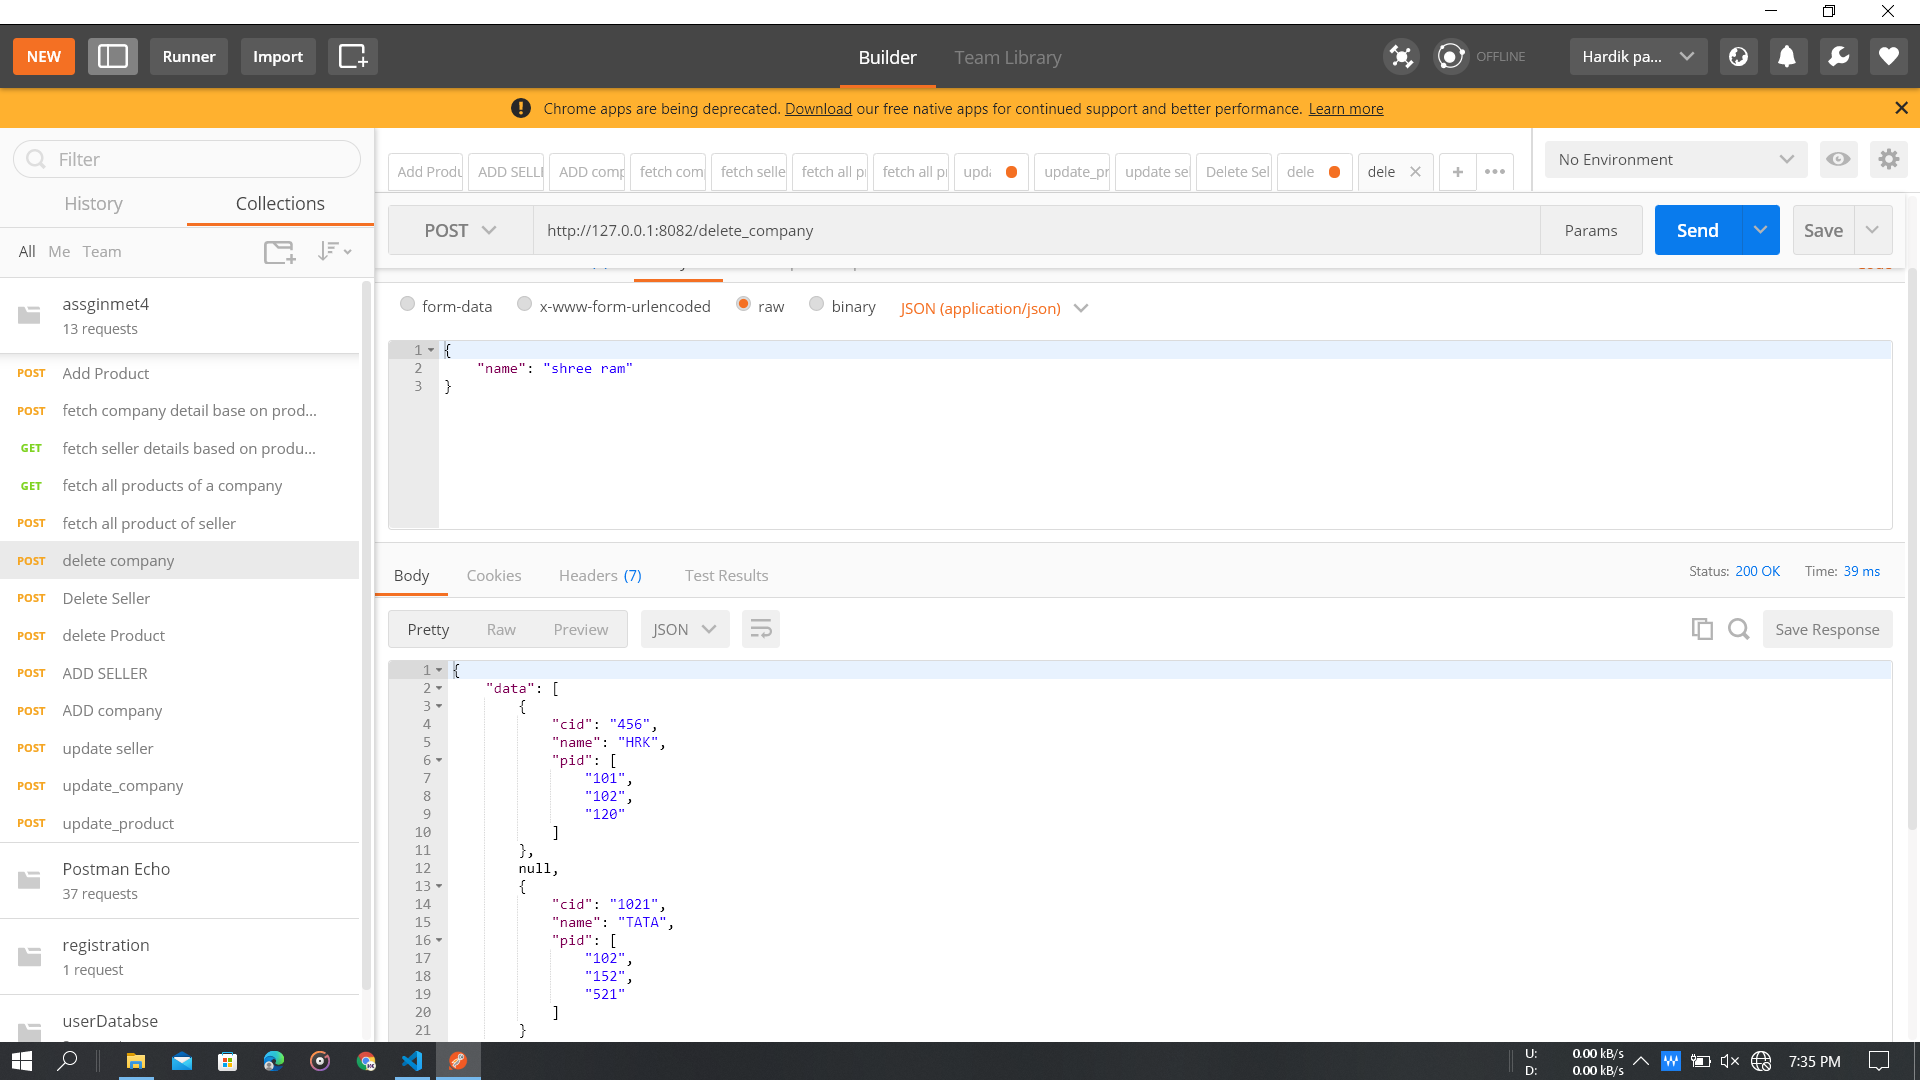 NEW
Runner
Import
Builder
Team Library
OFFLINE
Hardik pa...
Chrome apps are being deprecated. Download our free native apps for continued support and better performance. Learn more
Filter
History
Collections
All Me Team
assginmet4
13 requests
POST Add Product
POST fetch company detail base on prod...
GET fetch seller details based on produ...
GET fetch all products of a company
POST fetch all product of seller
POST delete company
POST Delete Seller
POST delete Product
POST ADD SELLER
POST ADD company
POST update seller
POST update_company
POST update_product
Postman Echo
37 requests
registration
1 request
userDatabse
Add Produ
ADD SELL
ADD comp
fetch com
fetch selle
fetch all p
fetch all p
upda
update_pr
update se
Delete Sel
dele
dele
+
No Environment
POST
http://127.0.0.1:8082/delete_company
Params
Send
Save
form-data
x-www-form-urlencoded
raw
binary
JSON (application/json)
1 {
2 "name": "shree ram"
3 }
Body
Cookies
Headers (7)
Test Results
Status: 200 OK
Time: 39 ms
Pretty
Raw
Preview
JSON
Save Response
1 {
2 "data": [
3 {
4 "cid": "456",
5 "name": "HRK",
6 "pid": [
7 "101",
8 "102",
9 "120"
10 ]
11 },
12 null,
13 {
14 "cid": "1021",
15 "name": "TATA",
16 "pid": [
17 "102",
18 "152",
19 "521"
20 ]
21 }
U: 0.00 kB/s
D: 0.00 kB/s
7:35 PM